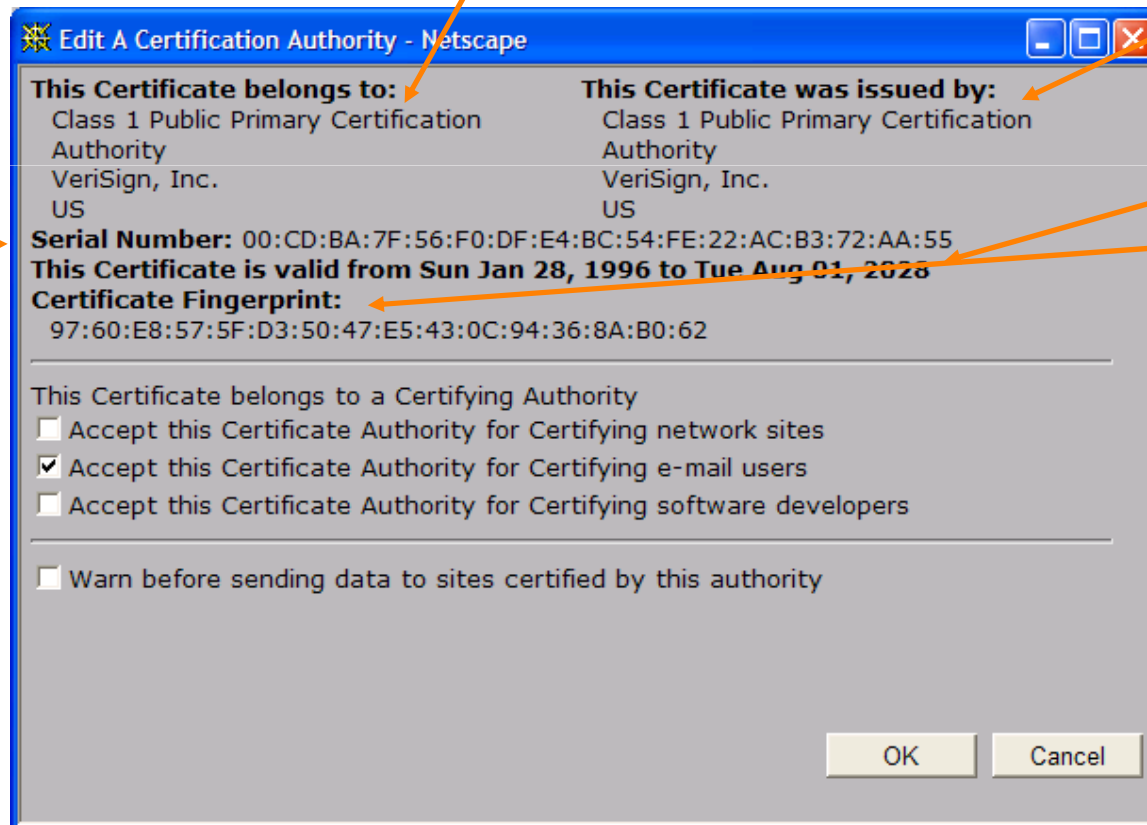 Edit A Certification Authority - Netscape
This Certificate belongs to:
Class 1 Public Primary Certification
Authority
VeriSign, Inc.
US
This Certificate was issued by:
Class 1 Public Primary Certification
Authority
VeriSign, Inc.
US
Serial Number: 00:CD:BA:7F:56:F0:DF:E4:BC:54:FE:22:AC:B3:72:AA:55
This Certificate is valid from Sun Jan 28, 1996 to Tue Aug 01, 2028
Certificate Fingerprint:
97:60:E8:57:5F:D3:50:47:E5:43:0C:94:36:8A:B0:62
This Certificate belongs to a Certifying Authority
Accept this Certificate Authority for Certifying network sites
Accept this Certificate Authority for Certifying e-mail users
Accept this Certificate Authority for Certifying software developers
Warn before sending data to sites certified by this authority
OK
Cancel